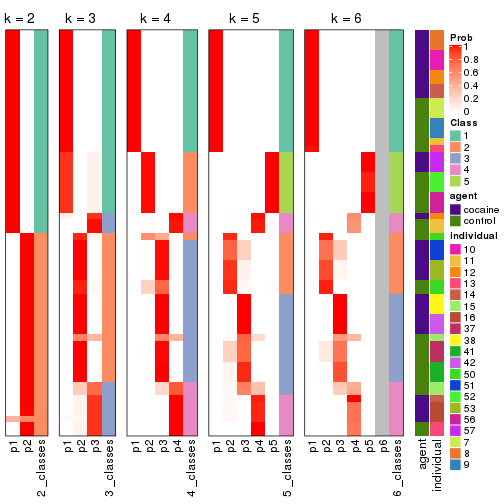 k = 2 k = 3 k = 4 k = 5 k = 6
p1 p2 2_classes
p1 p2 p3 3_classes
p1 p2 p3 p4 4_classes
p1 p2 p3 p4 p5 5_classes
p1 p2 p3 p4 p5 p6 6_classes
agent
individual
Prob
1
0.8
0.6
0.4
0.2
0
Class
1
2
3
4
5
agent
cocaine
control
individual
10
11
12
13
14
15
16
37
38
41
42
50
51
52
53
56
57
7
8
9